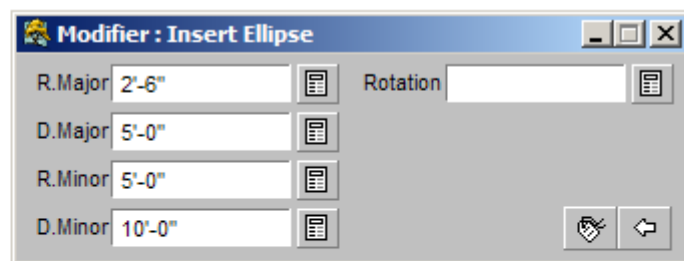 Modifier : Insert Ellipse
R.Major 2'-6" Rotation
D.Major 5'-0"
R.Minor 5'-0"
D.Minor 10'-0"